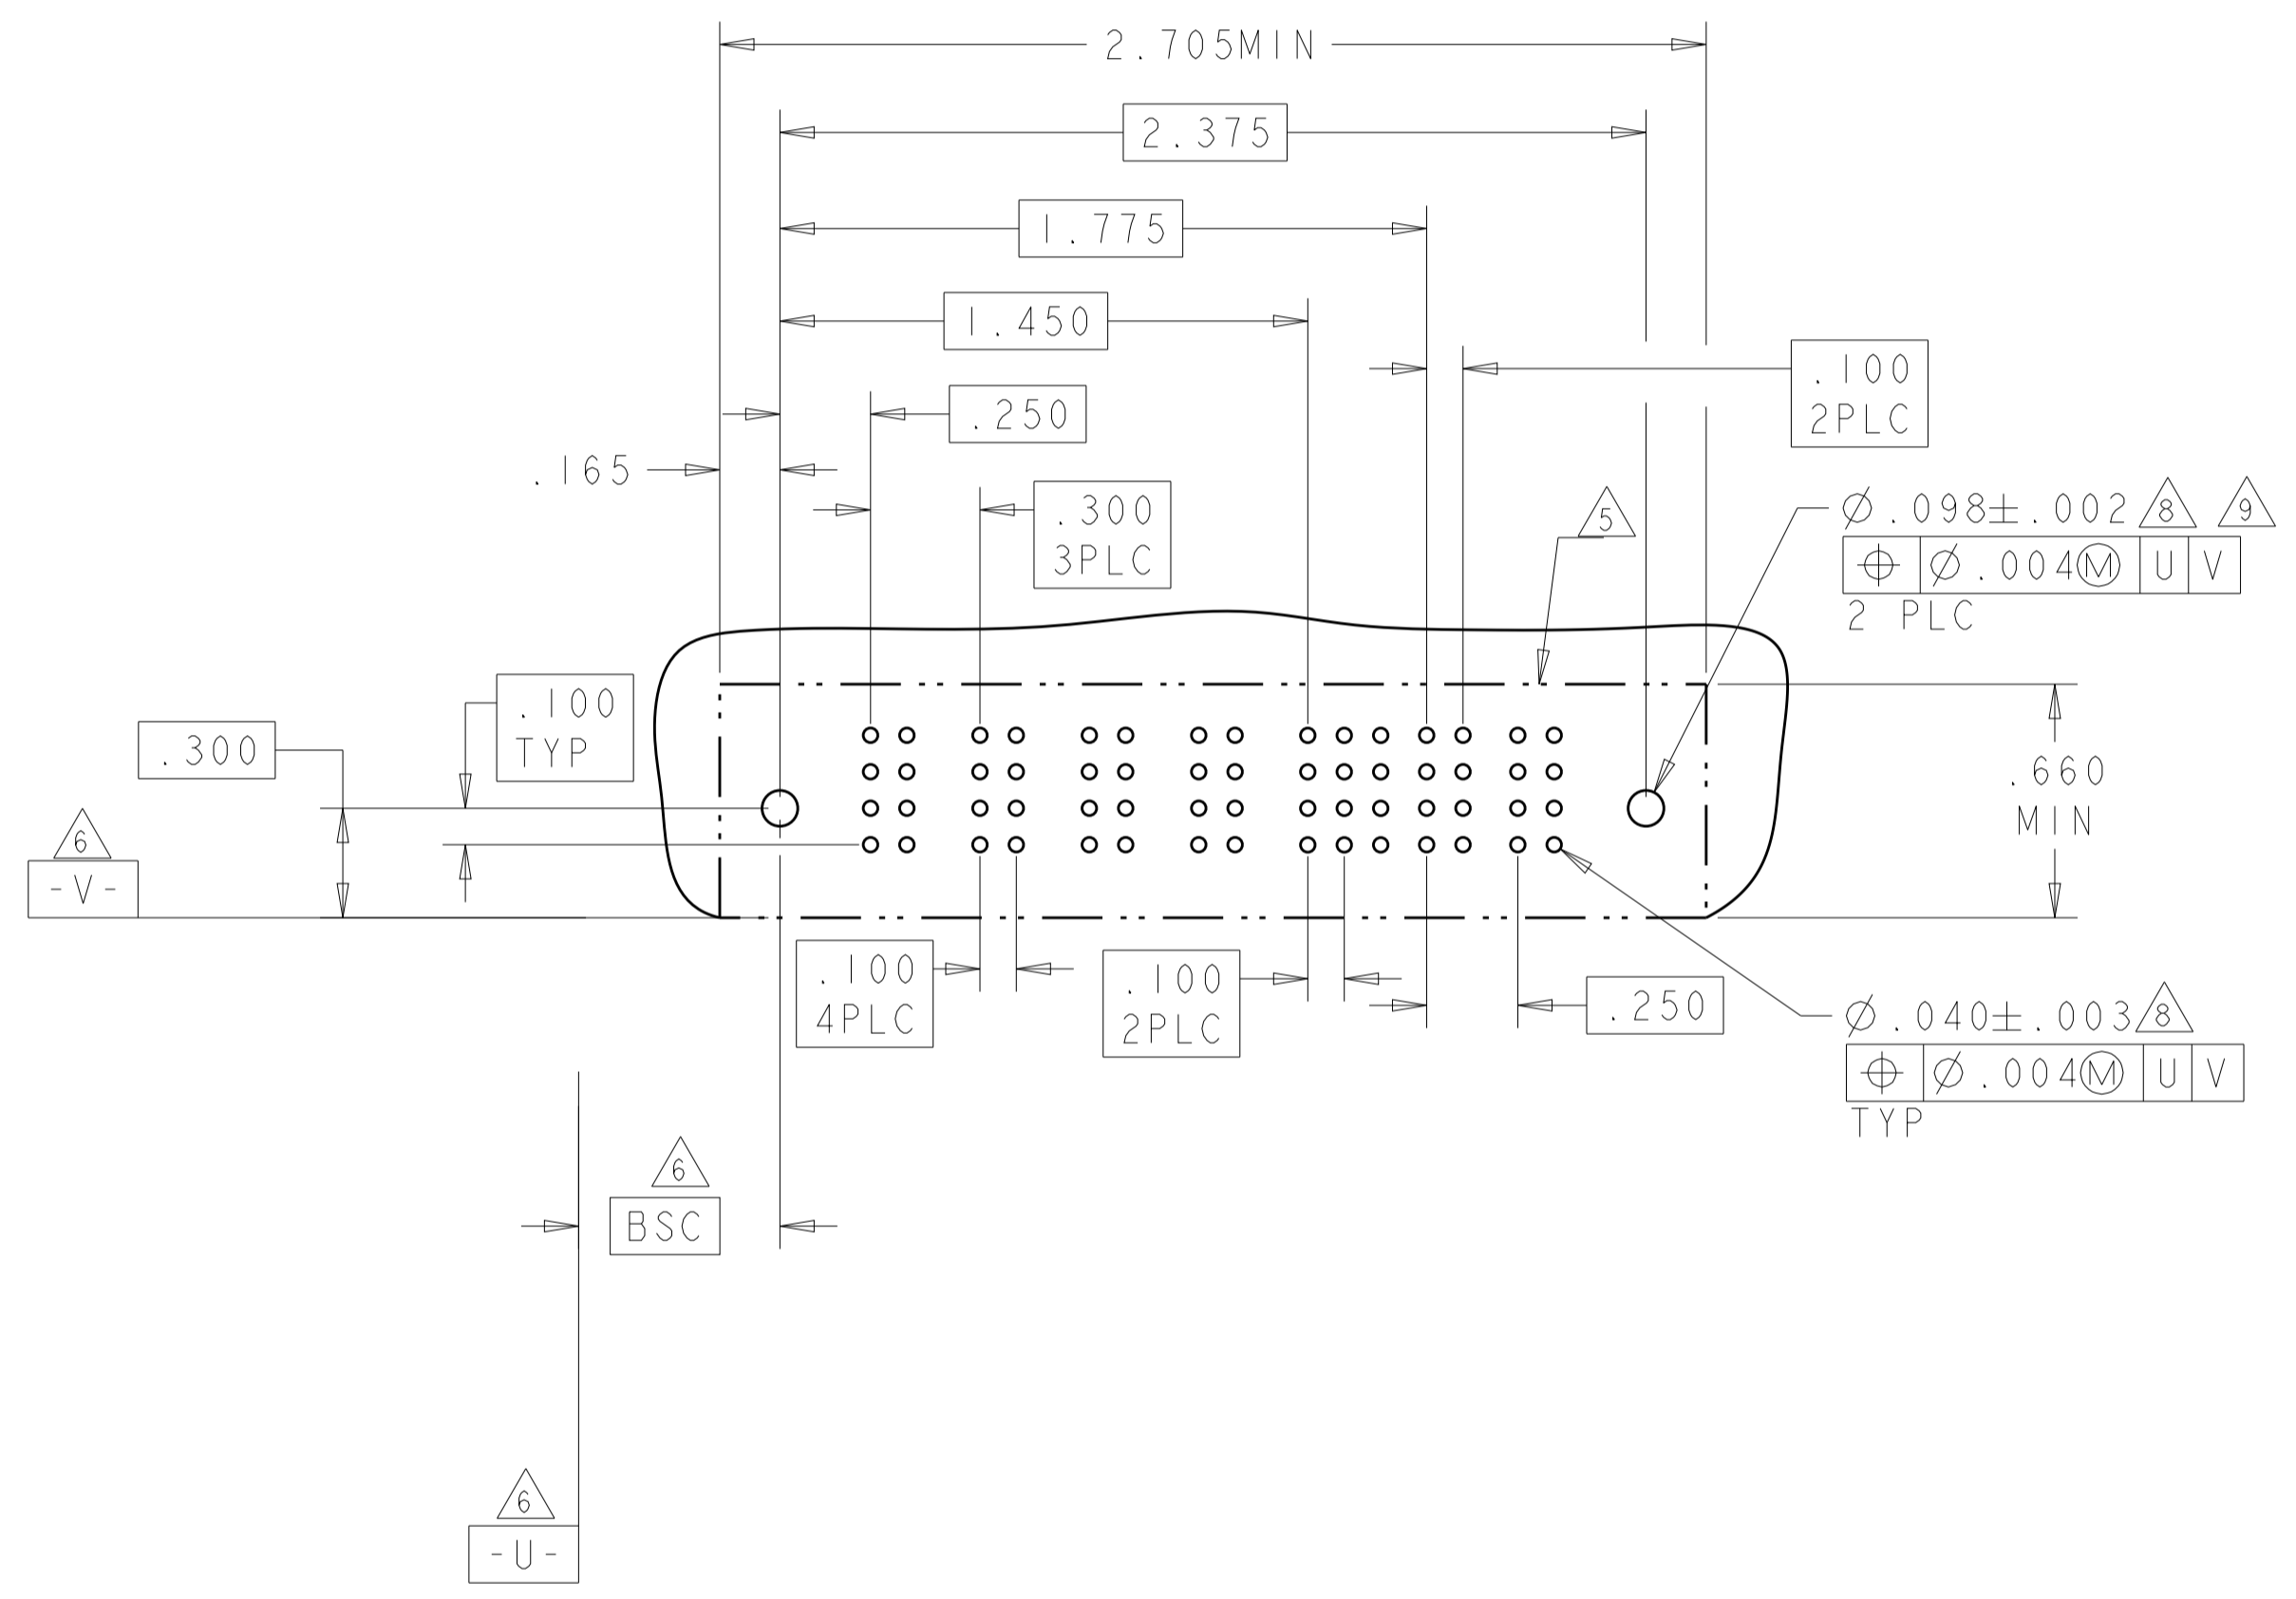 2.705MIN
2.375
1.775
1.450
.100
2PLC
.250
.165
.300
3PLC
5
Ø.098±.002 8 9
⌖ Ø.004Ⓜ U V
2 PLC
.100
TYP
.300
.660
MIN
6
-V-
.100
4PLC
.100
2PLC
.250
Ø.040±.003 8
⌖ Ø.004Ⓜ U V
TYP
6
BSC
6
-U-